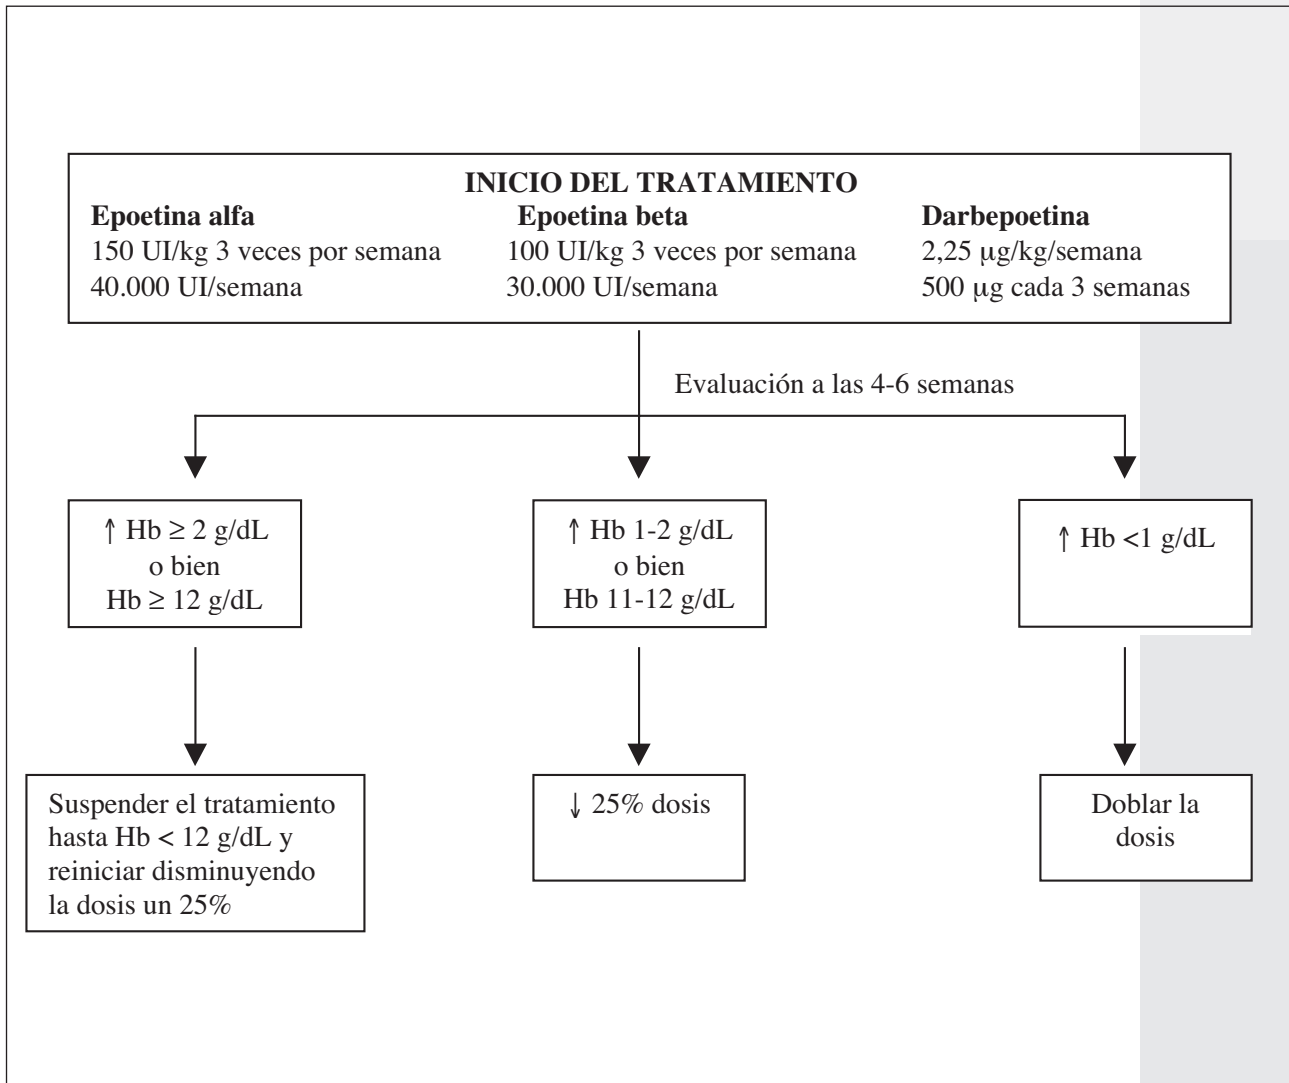 INICIO DEL TRATAMIENTO
Epoetina alfa Epoetina beta Darbepoetina
150 UI/kg 3 veces por semana 100 UI/kg 3 veces por semana 2,25 µg/kg/semana
40.000 UI/semana 30.000 UI/semana 500 µg cada 3 semanas
Evaluación a las 4-6 semanas
↑ Hb ≥ 2 g/dL
o bien
Hb ≥ 12 g/dL
↑ Hb 1-2 g/dL
o bien
Hb 11-12 g/dL
↑ Hb <1 g/dL
Suspender el tratamiento
hasta Hb < 12 g/dL y
reiniciar disminuyendo
la dosis un 25%
↓ 25% dosis
Doblar la
dosis